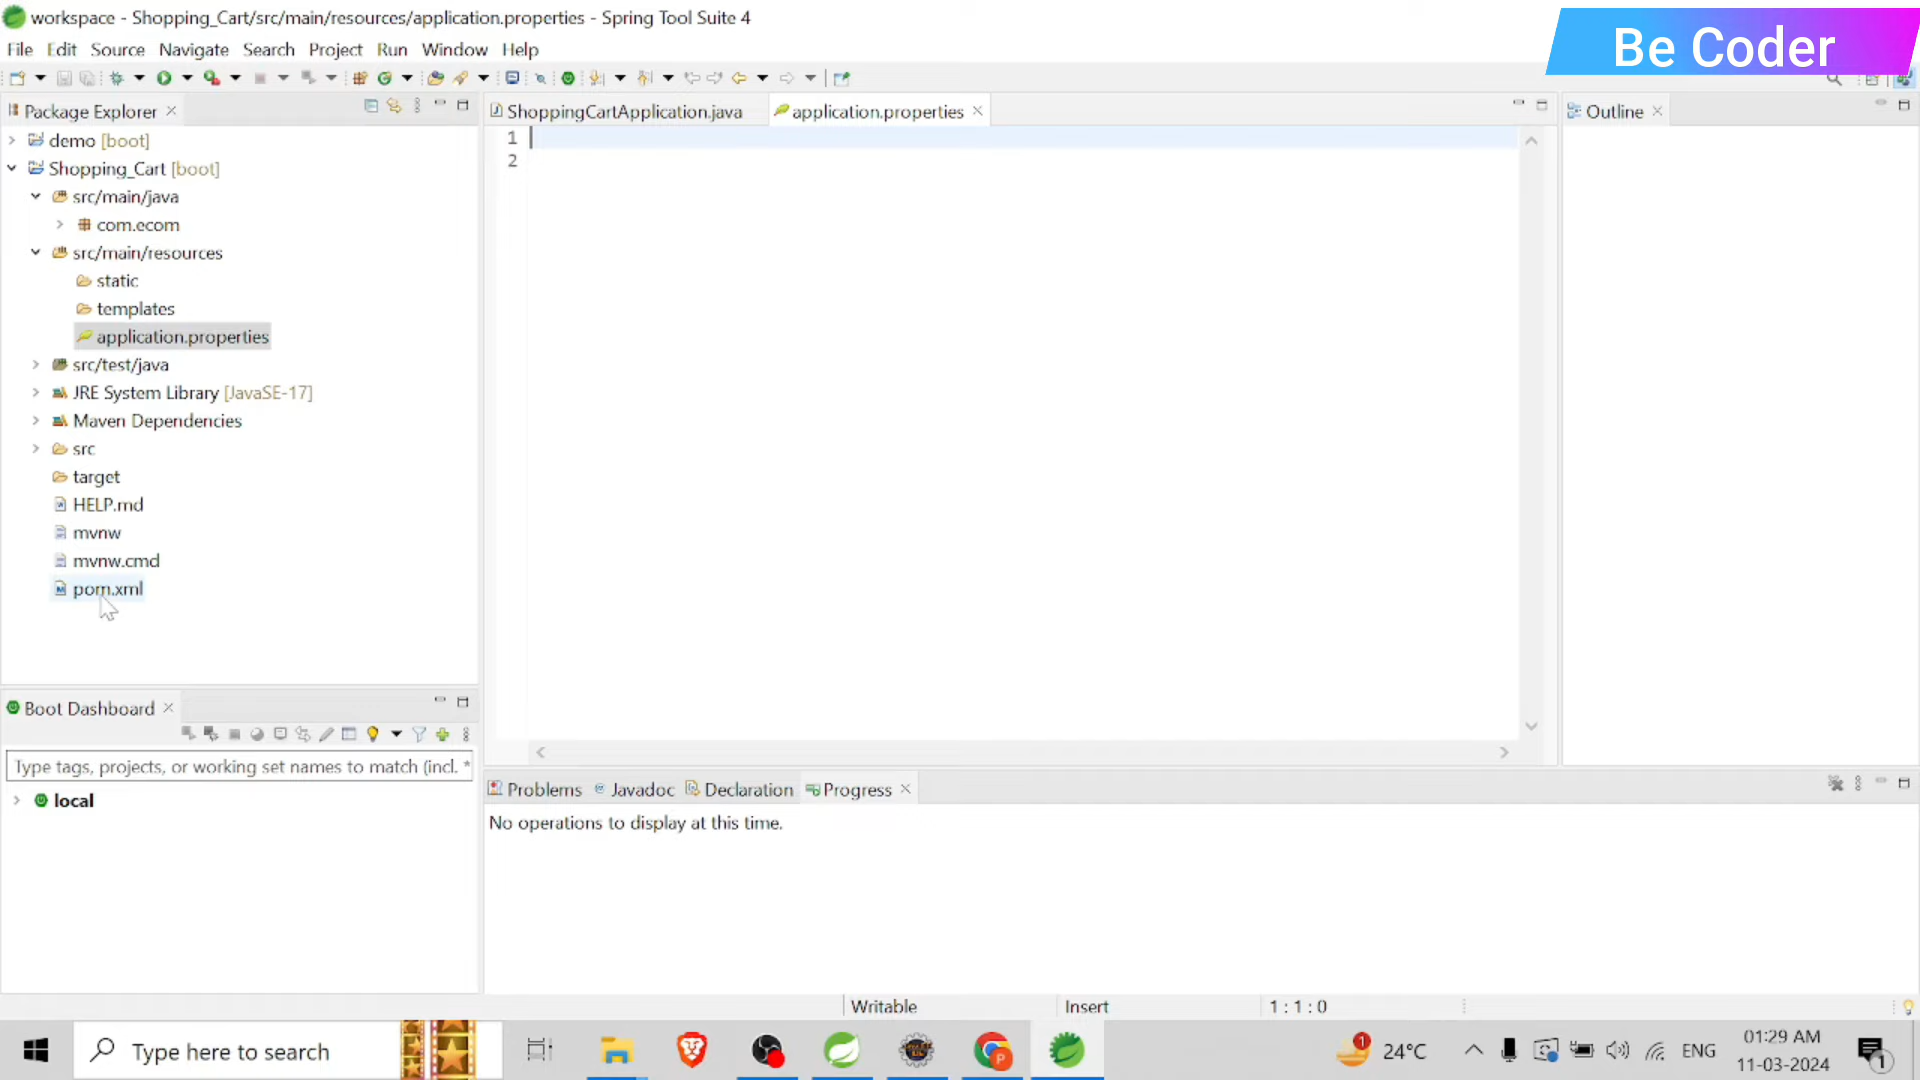 workspace - Shopping_Cart/src/main/resources/application.properties - Spring Tool Suite 4
Be Coder
File Edit Source Navigate Search Project Run Window Help
Package Explorer
ShoppingCartApplication.java
application.properties
Outline
demo [boot]
Shopping_Cart [boot]
src/main/java
com.ecom
src/main/resources
static
templates
application.properties
src/test/java
JRE System Library [JavaSE-17]
Maven Dependencies
src
target
HELP.md
mvnw
mvnw.cmd
pom.xml
1
2
Boot Dashboard
Type tags, projects, or working set names to match (incl. *
local
Problems Javadoc Declaration Progress
No operations to display at this time.
Writable Insert 1 : 1 : 0
Type here to search
1
24°C
ENG
01:29 AM
11-03-2024
1